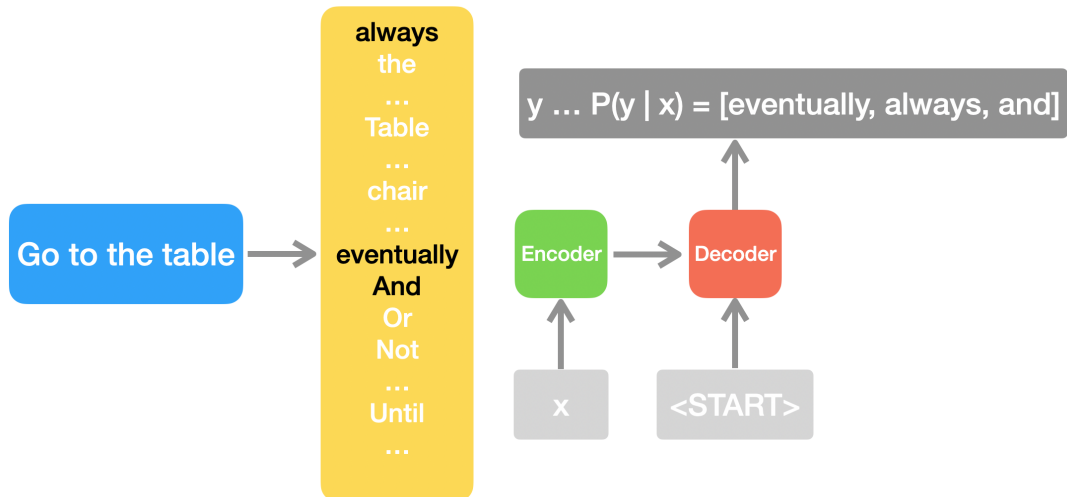 Go to the table
always
the
...
Table
...
chair
...
eventually
And
Or
Not
...
Until
...
y ... P(y | x) = [eventually, always, and]
Encoder
Decoder
x
<START>